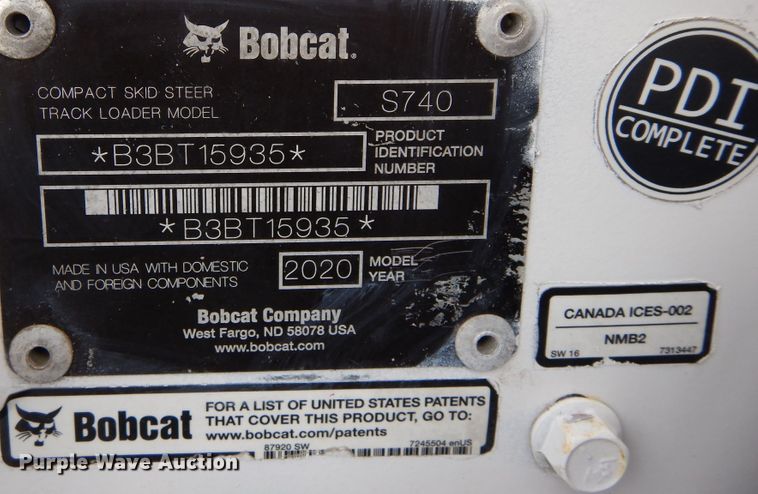 Bobcat.
COMPACT SKID STEER
TRACK LOADER MODEL
S740
*B3BT15935*
PRODUCT
IDENTIFICATION
NUMBER
*B3BT15935*
MADE IN USA WITH DOMESTIC
AND FOREIGN COMPONENTS
2020
MODEL
YEAR
Bobcat Company
West Fargo, ND 58078 USA
www.bobcat.com
PDI
COMPLETE
CANADA ICES-002
NMB2
SW 16
7313447
Bobcat
FOR A LIST OF UNITED STATES PATENTS
THAT COVER THIS PRODUCT, GO TO:
www.bobcat.com/patents
87920 SW
7245504 enUS
Purple Wave Auction